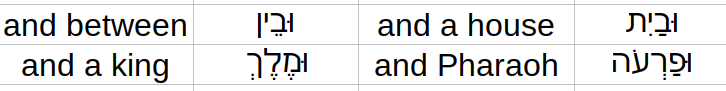 and between וּבֵין and a house וּבַיִת
and a king וּמֶלֶךְ and Pharaoh וּפַרְעֹה